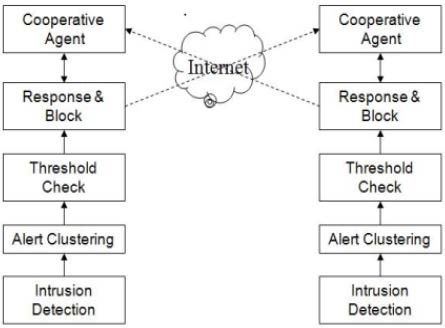 Cooperative
Agent
Response &
Block
Threshold
Check
Alert Clustering
Intrusion
Detection
Internet
Cooperative
Agent
Response &
Block
Threshold
Check
Alert Clustering
Intrusion
Detection